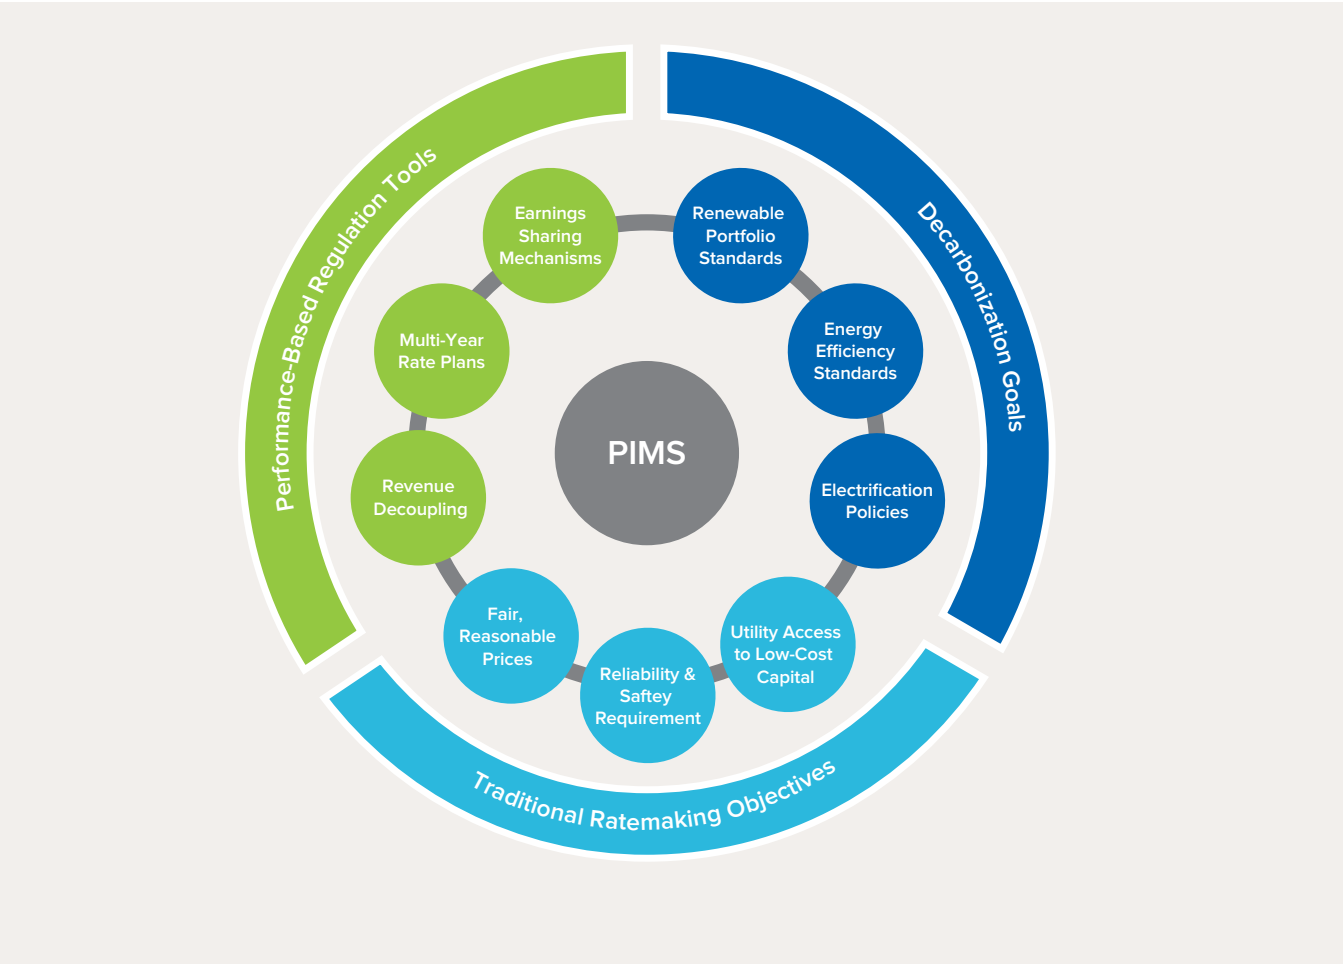 Performance-Based Regulation Tools
Decarbonization Goals
Earnings
Sharing
Mechanisms
Renewable
Portfolio
Standards
Multi-Year
Rate Plans
Energy
Efficiency
Standards
PIMS
Revenue
Decoupling
Electrification
Policies
Fair,
Reasonable
Prices
Reliability &
Saftey
Requirement
Utility Access
to Low-Cost
Capital
Traditional Ratemaking Objectives